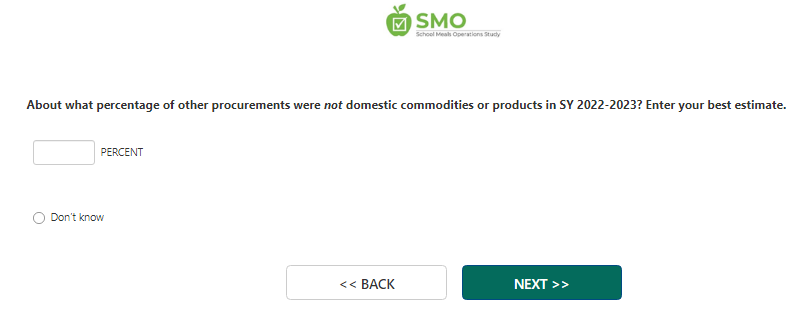 SMO
School Meals Operations Study
About what percentage of other procurements were not domestic commodities or products in SY 2022-2023? Enter your best estimate.
PERCENT
Don't know
<< BACK
NEXT >>